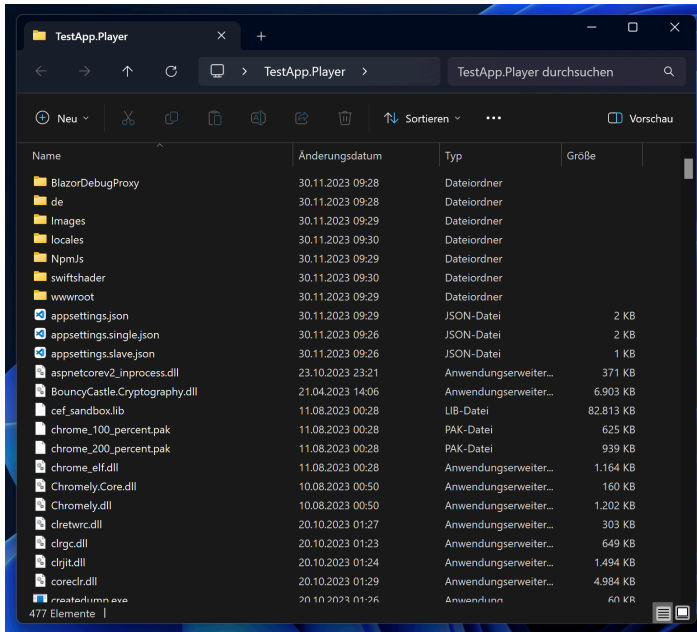 TestApp.Player
TestApp.Player
TestApp.Player durchsuchen
Neu Sortieren Vorschau
Name Änderungsdatum Typ Größe
BlazorDebugProxy 30.11.2023 09:28 Dateiordner
de 30.11.2023 09:28 Dateiordner
Images 30.11.2023 09:29 Dateiordner
locales 30.11.2023 09:30 Dateiordner
NpmJs 30.11.2023 09:29 Dateiordner
swiftshader 30.11.2023 09:30 Dateiordner
wwwroot 30.11.2023 09:29 Dateiordner
appsettings.json 30.11.2023 09:29 JSON-Datei 2 KB
appsettings.single.json 30.11.2023 09:26 JSON-Datei 2 KB
appsettings.slave.json 30.11.2023 09:26 JSON-Datei 1 KB
aspnetcorev2_inprocess.dll 23.10.2023 23:21 Anwendungserweiter... 371 KB
BouncyCastle.Cryptography.dll 21.04.2023 14:06 Anwendungserweiter... 6.903 KB
cef_sandbox.lib 11.08.2023 00:28 LIB-Datei 82.813 KB
chrome_100_percent.pak 11.08.2023 00:28 PAK-Datei 625 KB
chrome_200_percent.pak 11.08.2023 00:28 PAK-Datei 939 KB
chrome_elf.dll 11.08.2023 00:28 Anwendungserweiter... 1.164 KB
Chromely.Core.dll 10.08.2023 00:50 Anwendungserweiter... 160 KB
Chromely.dll 10.08.2023 00:50 Anwendungserweiter... 1.202 KB
clretwrc.dll 20.10.2023 01:27 Anwendungserweiter... 303 KB
clrgc.dll 20.10.2023 01:23 Anwendungserweiter... 649 KB
clrjit.dll 20.10.2023 01:24 Anwendungserweiter... 1.494 KB
coreclr.dll 20.10.2023 01:29 Anwendungserweiter... 4.984 KB
createdump.exe 20.10.2023 01:26 Anwendung 60 KB
477 Elemente